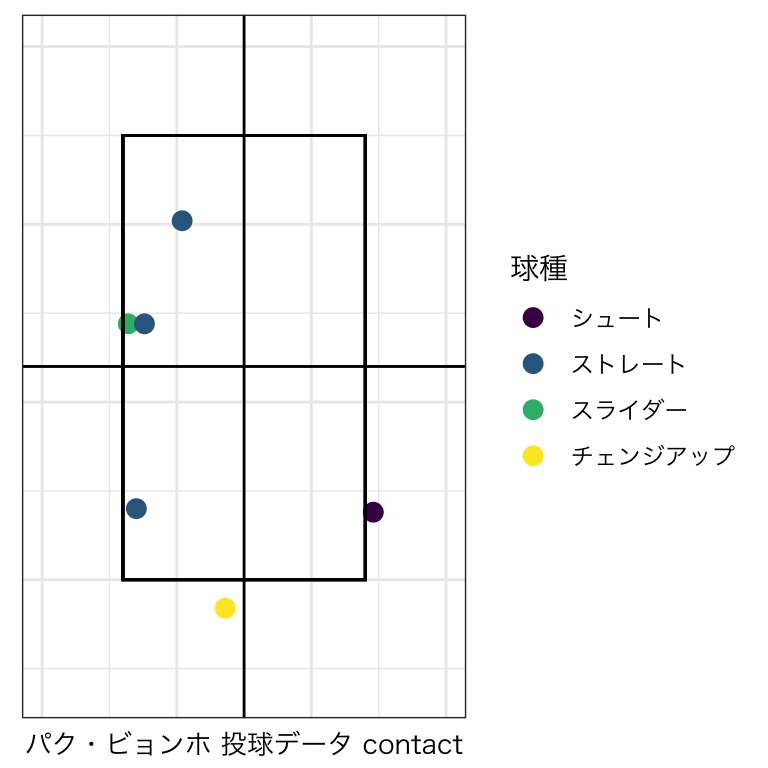 球種
シュート
ストレート
スライダー
チェンジアップ
パク・ビョンホ 投球データ contact